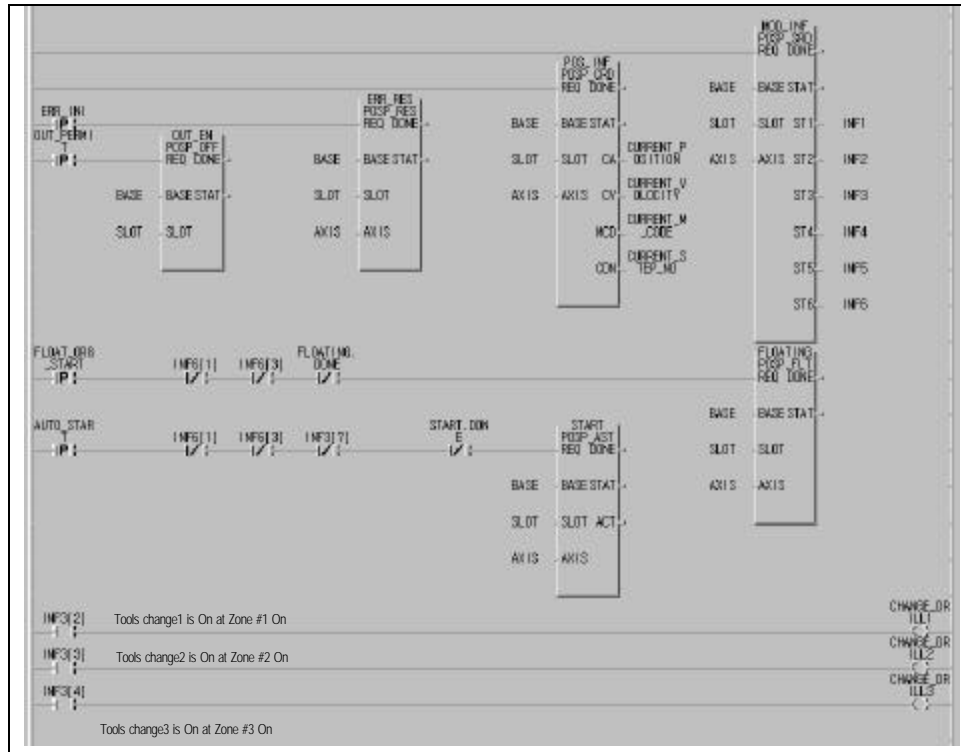 MOD_INF
POSP_SRD
REQ DONE
POS_INF
POSP_CRD
REQ DONE
BASE BASE STAT
ERR_RES
POSP_RES
REQ DONE
ERR_INI
P
BASE BASE STAT
SLOT SLOT ST1 INF1
OUT_PERMI
T
P
OUT_EN
POSP_OFF
REQ DONE
BASE BASE STAT
SLOT SLOT CA
CURRENT_P
OSITION
AXIS AXIS ST2 INF2
BASE BASE STAT
SLOT SLOT
AXIS AXIS CV
CURRENT_V
ELOCITY
ST3 INF3
SLOT SLOT
AXIS AXIS
MCD
CURRENT_M
_CODE
ST4 INF4
CON
CURRENT_S
TEP_NO
ST5 INF5
ST6 INF6
FLOAT_ORG
_START
P
INF6[1]
INF6[3]
FLOATING.
DONE
FLOATING
POSP_FLT
REQ DONE
BASE BASE STAT
AUTO_STAR
T
P
INF6[1]
INF6[3]
INF3[7]
START.DON
E
START
POSP_AST
REQ DONE
SLOT SLOT
BASE BASE STAT
AXIS AXIS
SLOT SLOT ACT
AXIS AXIS
INF3[2]
Tools change1 is On at Zone #1 On
CHANGE_DR
ILL1
INF3[3]
Tools change2 is On at Zone #2 On
CHANGE_DR
ILL2
INF3[4]
CHANGE_DR
ILL3
Tools change3 is On at Zone #3 On